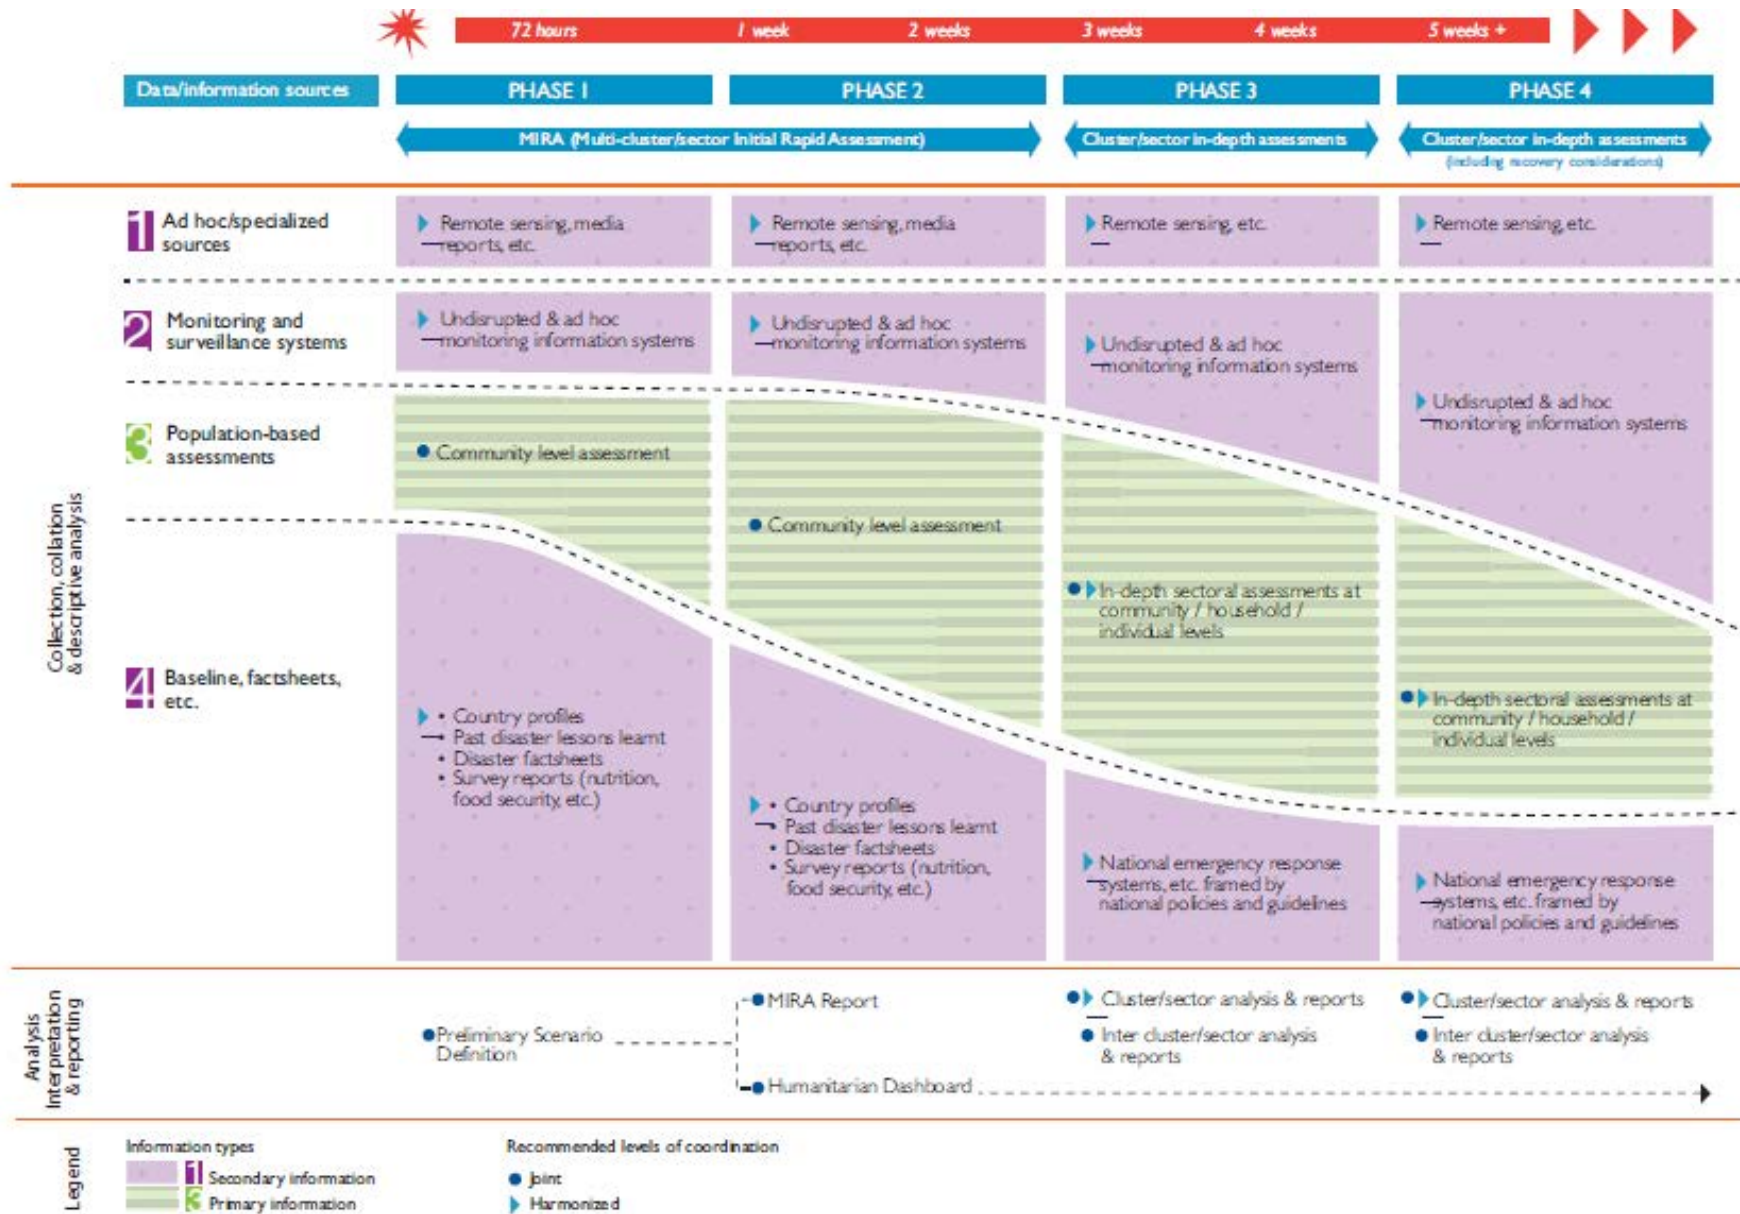 72 hours 1 week 2 weeks 3 weeks 4 weeks 5 weeks +
Data/information sources PHASE 1 PHASE 2 PHASE 3 PHASE 4
MIRA (Multi-cluster/sector Initial Rapid Assessment) Cluster/sector in-depth assessments Cluster/sector in-depth assessments
(including recovery considerations)
Collection, collation
& descriptive analysis
1 Ad hoc/specialized
sources
Remote sensing, media
reports, etc.
Remote sensing, media
reports, etc.
Remote sensing, etc.
Remote sensing, etc.
2 Monitoring and
surveillance systems
Undisrupted & ad hoc
monitoring information systems
Undisrupted & ad hoc
monitoring information systems
Undisrupted & ad hoc
monitoring information systems
Undisrupted & ad hoc
monitoring information systems
3 Population-based
assessments
Community level assessment
Community level assessment
In-depth sectoral assessments at
community / household /
individual levels
In-depth sectoral assessments at
community / household /
individual levels
4 Baseline, factsheets,
etc.
• Country profiles
• Past disaster lessons learnt
• Disaster factsheets
• Survey reports (nutrition,
food security, etc.)
• Country profiles
• Past disaster lessons learnt
• Disaster factsheets
• Survey reports (nutrition,
food security, etc.)
National emergency response
systems, etc. framed by
national policies and guidelines
National emergency response
systems, etc. framed by
national policies and guidelines
Analysis
Interpretation
& reporting
Preliminary Scenario
Definition
MIRA Report
Humanitarian Dashboard
Cluster/sector analysis & reports
Inter cluster/sector analysis
& reports
Cluster/sector analysis & reports
Inter cluster/sector analysis
& reports
Legend
Information types
1 Secondary information
3 Primary information
Recommended levels of coordination
Joint
Harmonized